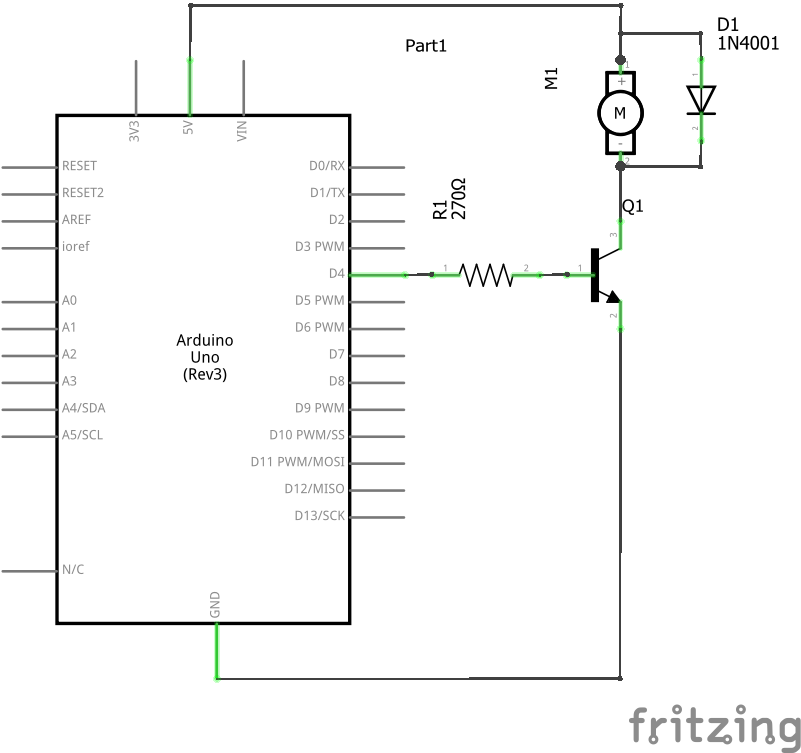 D1
1N4001
Part1
M1
1
+
M
-
2
1
2
3V3
5V
VIN
RESET
RESET2
AREF
ioref
A0
A1
A2
A3
A4/SDA
A5/SCL
N/C
Arduino
Uno
(Rev3)
D0/RX
D1/TX
D2
D3 PWM
D4
D5 PWM
D6 PWM
D7
D8
D9 PWM
D10 PWM/SS
D11 PWM/MOSI
D12/MISO
D13/SCK
GND
R1
270Ω
1
2
Q1
3
1
2
fritzing